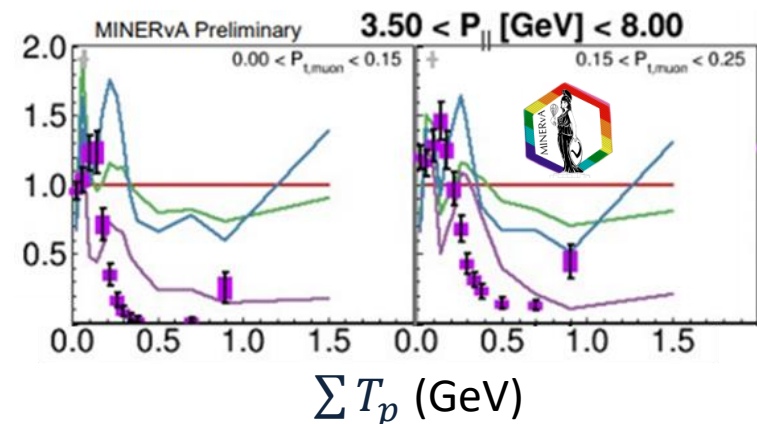 MINERvA Preliminary
3.50 < P|| [GeV] < 8.00
2.0
1.5
1.0
0.5
0.00 < Pt,muon < 0.15
0.15 < Pt,muon < 0.25
MINERvA
0.0 0.5 1.0 0.0 0.5 1.0 1.5
∑ Tp (GeV)